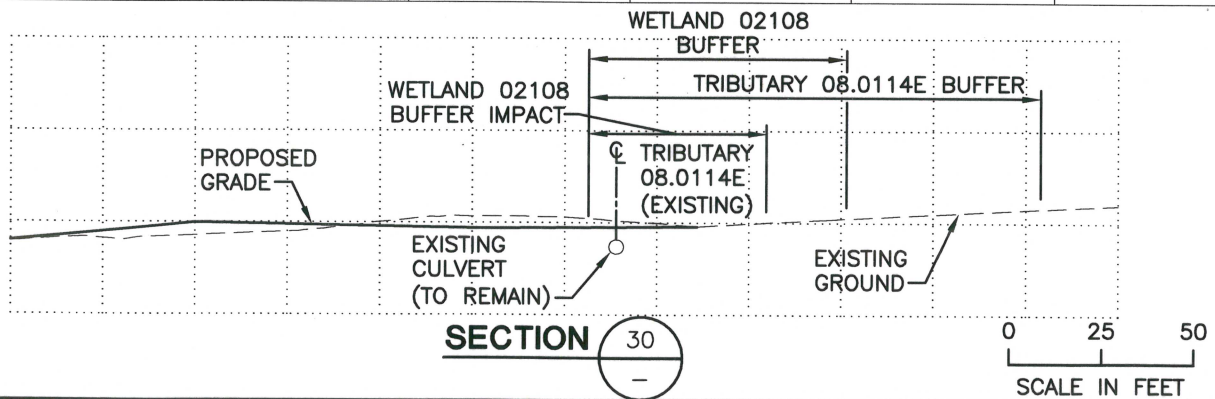 WETLAND 02108
BUFFER
TRIBUTARY 08.0114E BUFFER
WETLAND 02108
BUFFER IMPACT
℄ TRIBUTARY
08.0114E
(EXISTING)
PROPOSED
GRADE
EXISTING
CULVERT
(TO REMAIN)
EXISTING
GROUND
SECTION
30
–
0 25 50
SCALE IN FEET